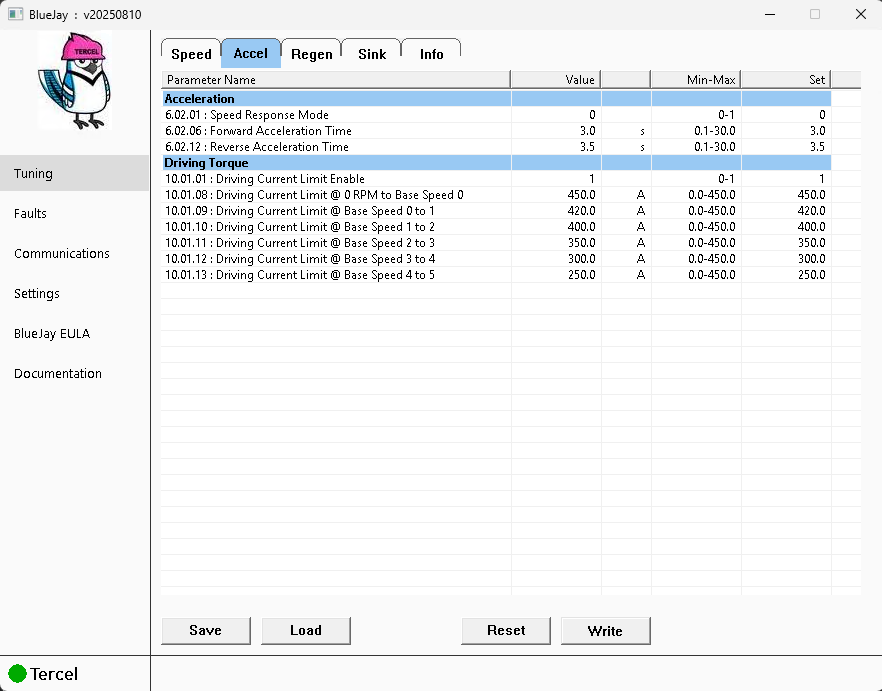 BlueJay : v20250810
TERCEL
Tuning
Faults
Communications
Settings
BlueJay EULA
Documentation
Speed Accel Regen Sink Info
Parameter Name Value Min-Max Set
Acceleration
6.02.01 : Speed Response Mode 0 0-1 0
6.02.06 : Forward Acceleration Time 3.0 s 0.1-30.0 3.0
6.02.12 : Reverse Acceleration Time 3.5 s 0.1-30.0 3.5
Driving Torque
10.01.01 : Driving Current Limit Enable 1 0-1 1
10.01.08 : Driving Current Limit @ 0 RPM to Base Speed 0 450.0 A 0.0-450.0 450.0
10.01.09 : Driving Current Limit @ Base Speed 0 to 1 420.0 A 0.0-450.0 420.0
10.01.10 : Driving Current Limit @ Base Speed 1 to 2 400.0 A 0.0-450.0 400.0
10.01.11 : Driving Current Limit @ Base Speed 2 to 3 350.0 A 0.0-450.0 350.0
10.01.12 : Driving Current Limit @ Base Speed 3 to 4 300.0 A 0.0-450.0 300.0
10.01.13 : Driving Current Limit @ Base Speed 4 to 5 250.0 A 0.0-450.0 250.0
Save Load Reset Write
Tercel